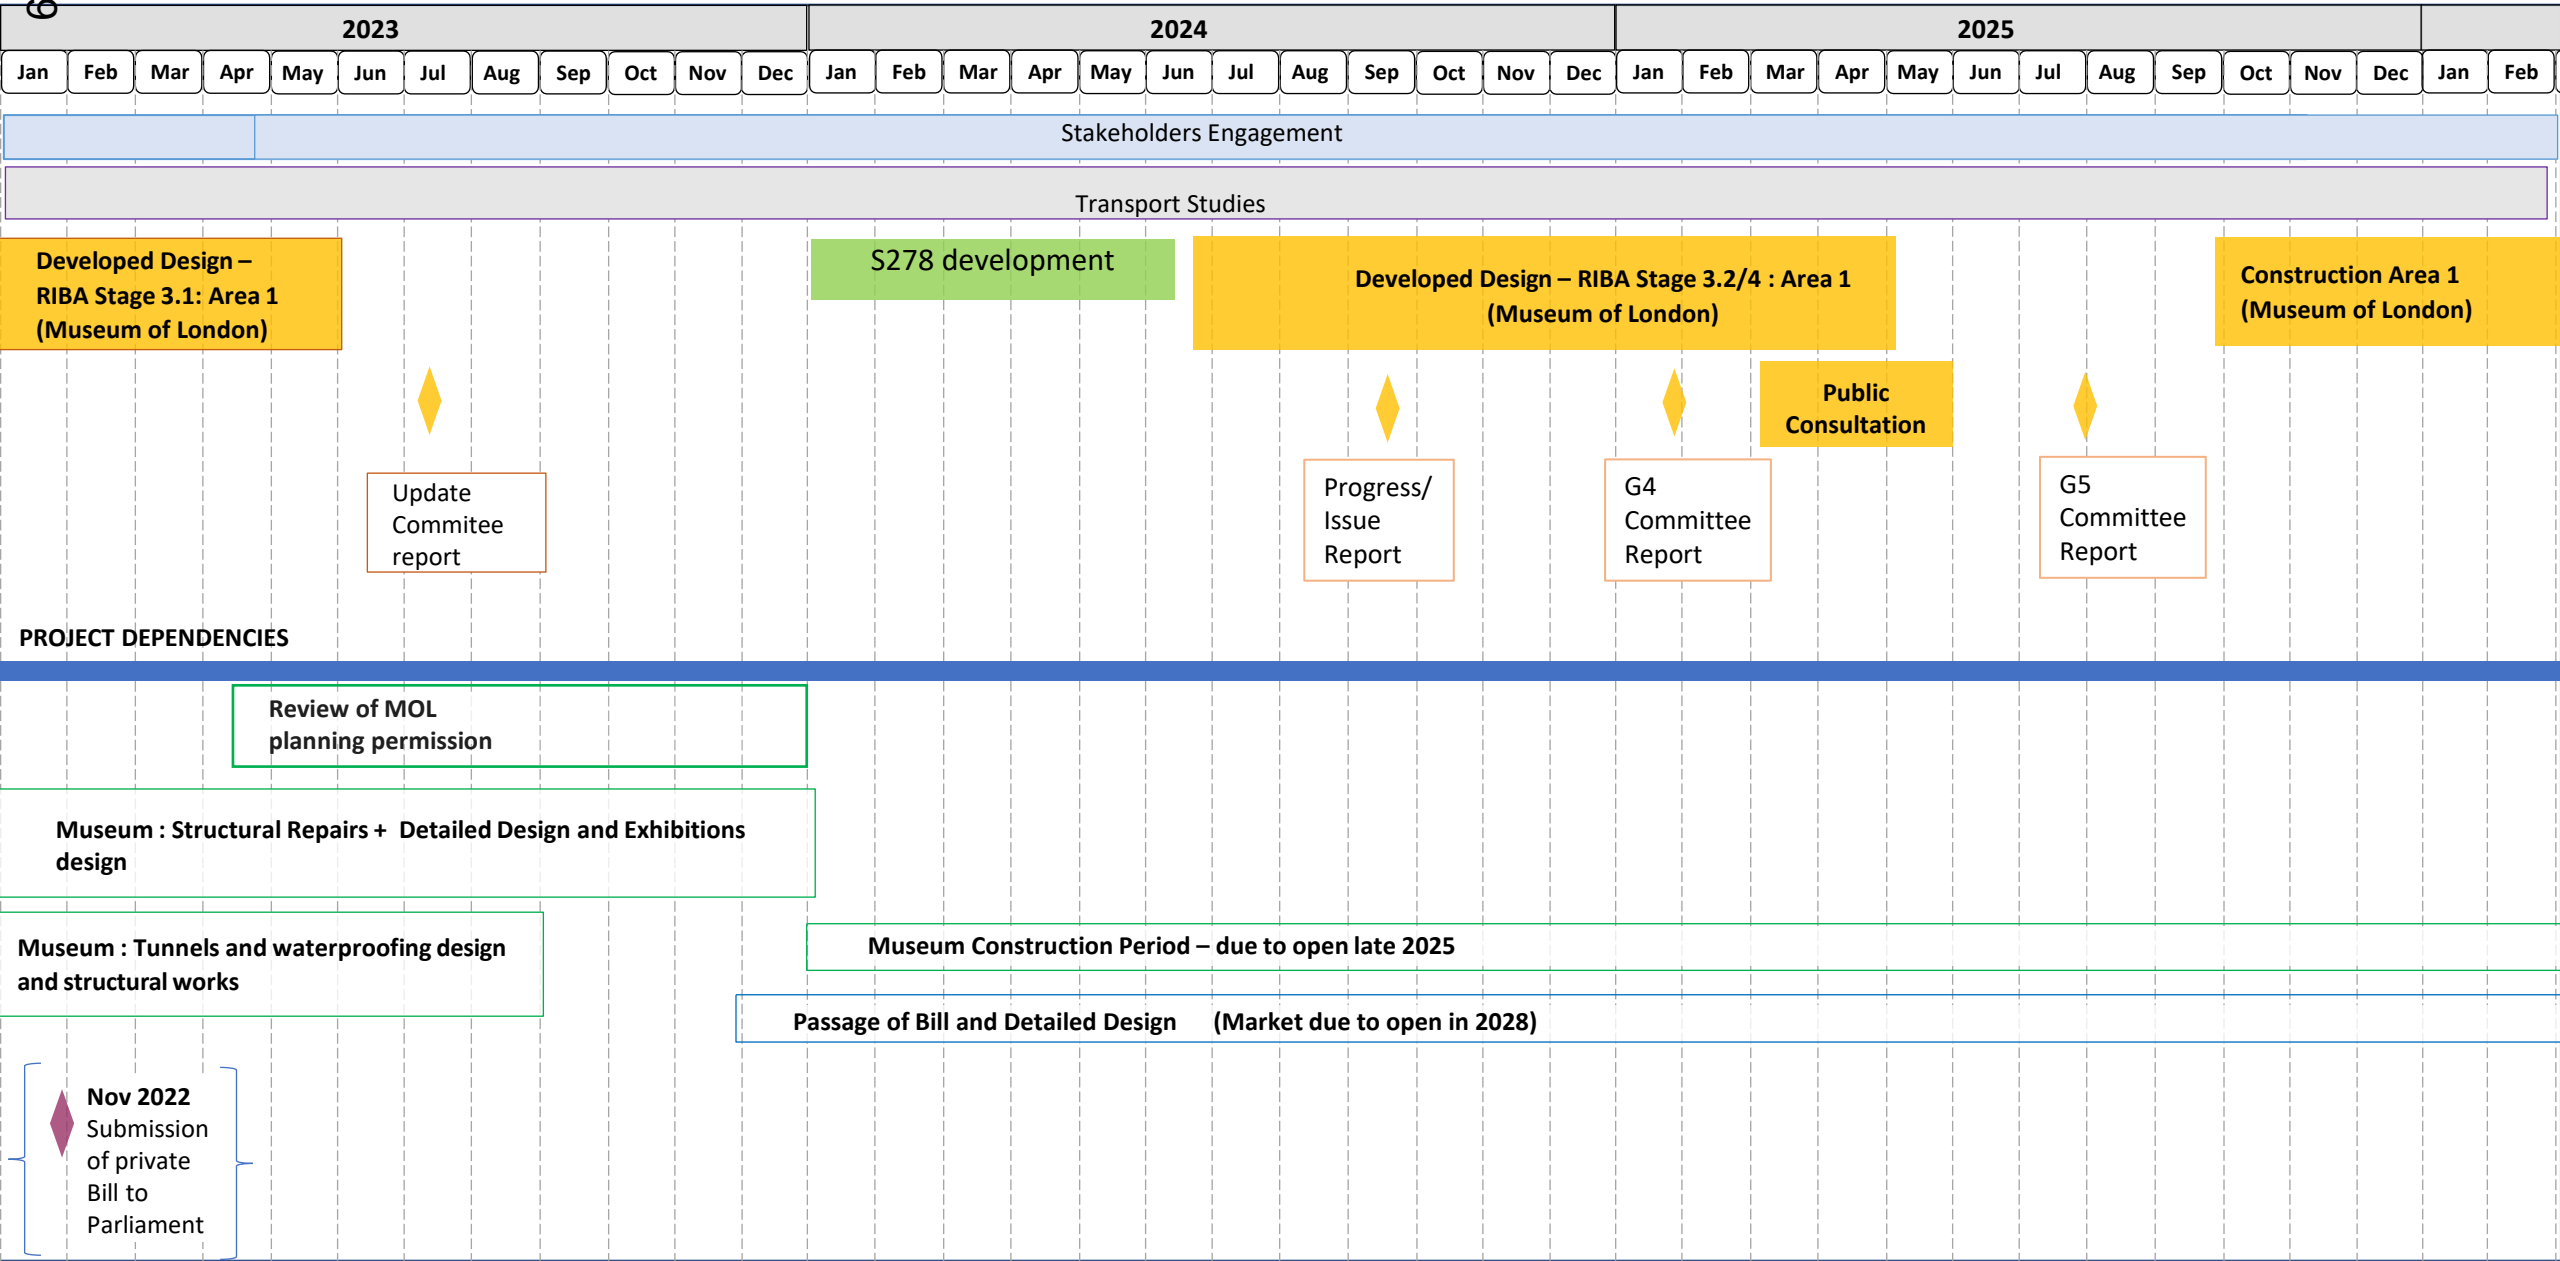 6
2023 2024 2025
Jan Feb Mar Apr May Jun Jul Aug Sep Oct Nov Dec Jan Feb Mar Apr May Jun Jul Aug Sep Oct Nov Dec Jan Feb Mar Apr May Jun Jul Aug Sep Oct Nov Dec Jan Feb
Stakeholders Engagement
Transport Studies
Developed Design –
RIBA Stage 3.1: Area 1
(Museum of London)
S278 development
Developed Design – RIBA Stage 3.2/4 : Area 1
(Museum of London)
Construction Area 1
(Museum of London)
Public
Consultation
Update
Commitee
report
Progress/
Issue
Report
G4
Committee
Report
G5
Committee
Report
PROJECT DEPENDENCIES
Review of MOL
planning permission
Museum : Structural Repairs + Detailed Design and Exhibitions
design
Museum : Tunnels and waterproofing design
and structural works
Museum Construction Period – due to open late 2025
Passage of Bill and Detailed Design (Market due to open in 2028)
Nov 2022
Submission
of private
Bill to
Parliament